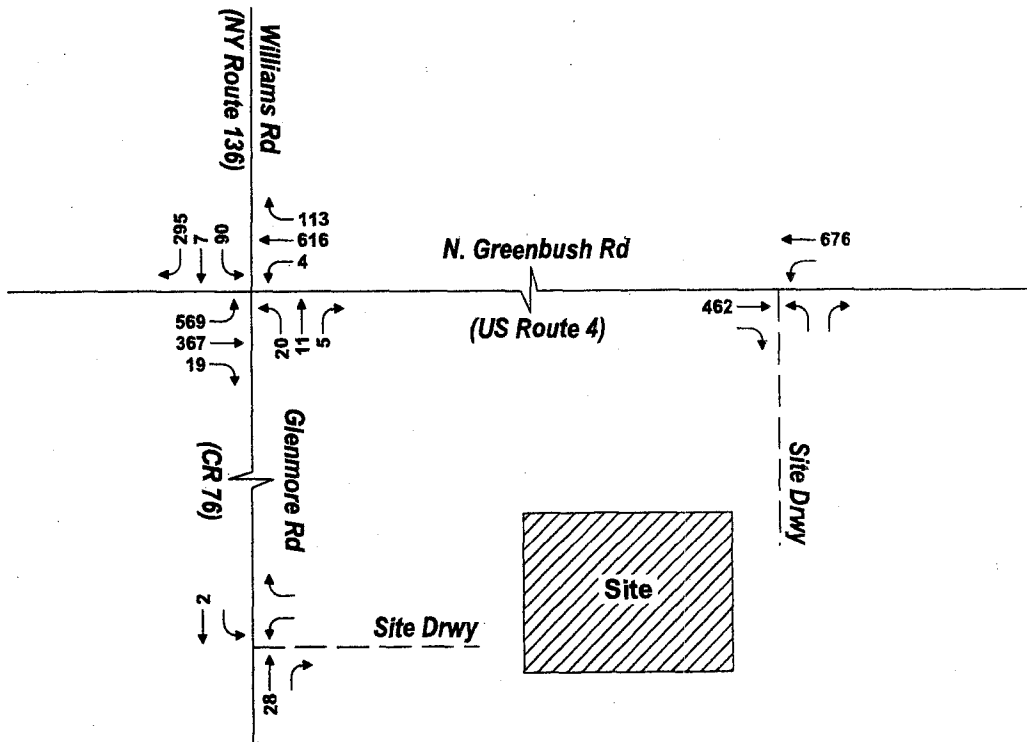 Williams Rd
(NY Route 136)
295
7
90
113
616
4
N. Greenbush Rd
(US Route 4)
676
462
569
367
19
20
11
5
Glenmore Rd
(CR 76)
Site Drwy
Site
2
Site Drwy
28